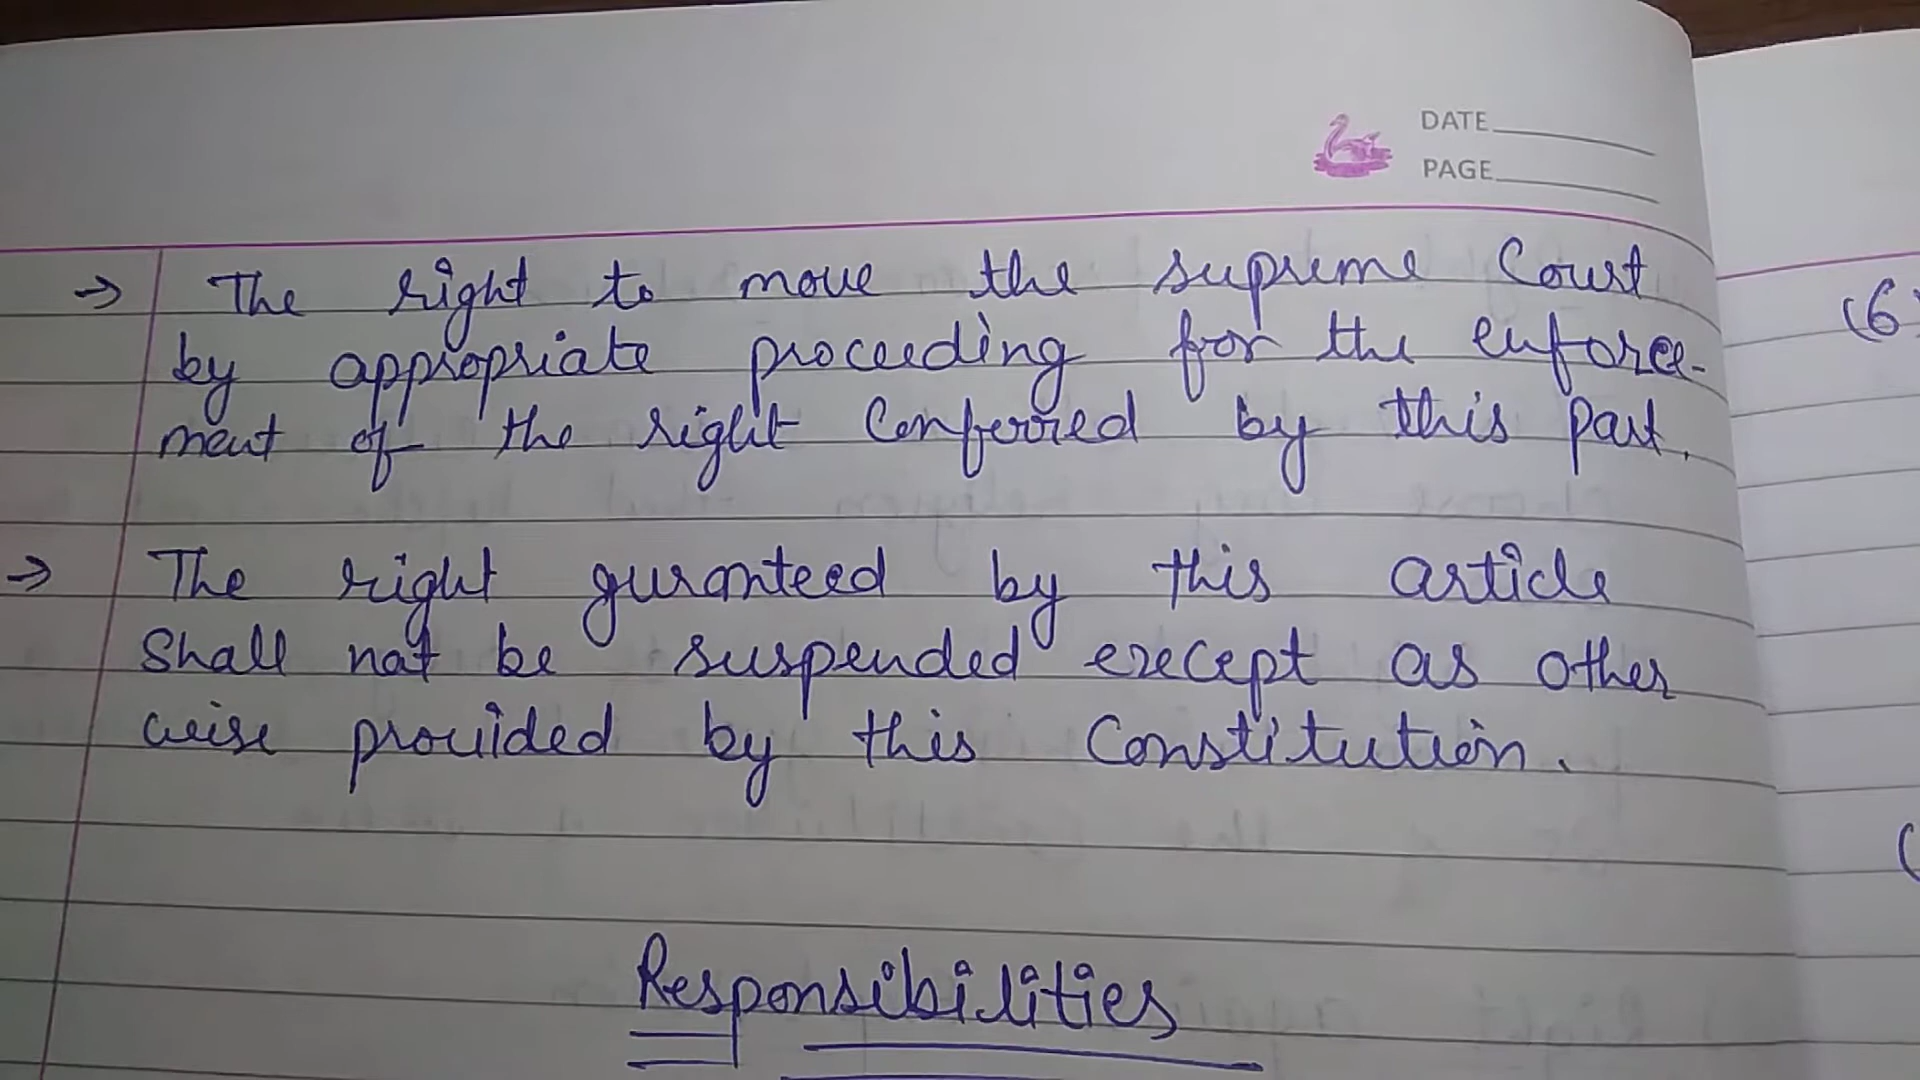 DATE
PAGE
→ The right to move the supreme Court
by appropriate proceeding for the enforce-
ment of the right Conferred by this part.
→ The right guranteed by this article
Shall not be suspended except as other
wise provided by this Constitution.
Responsibilities
(6)
(